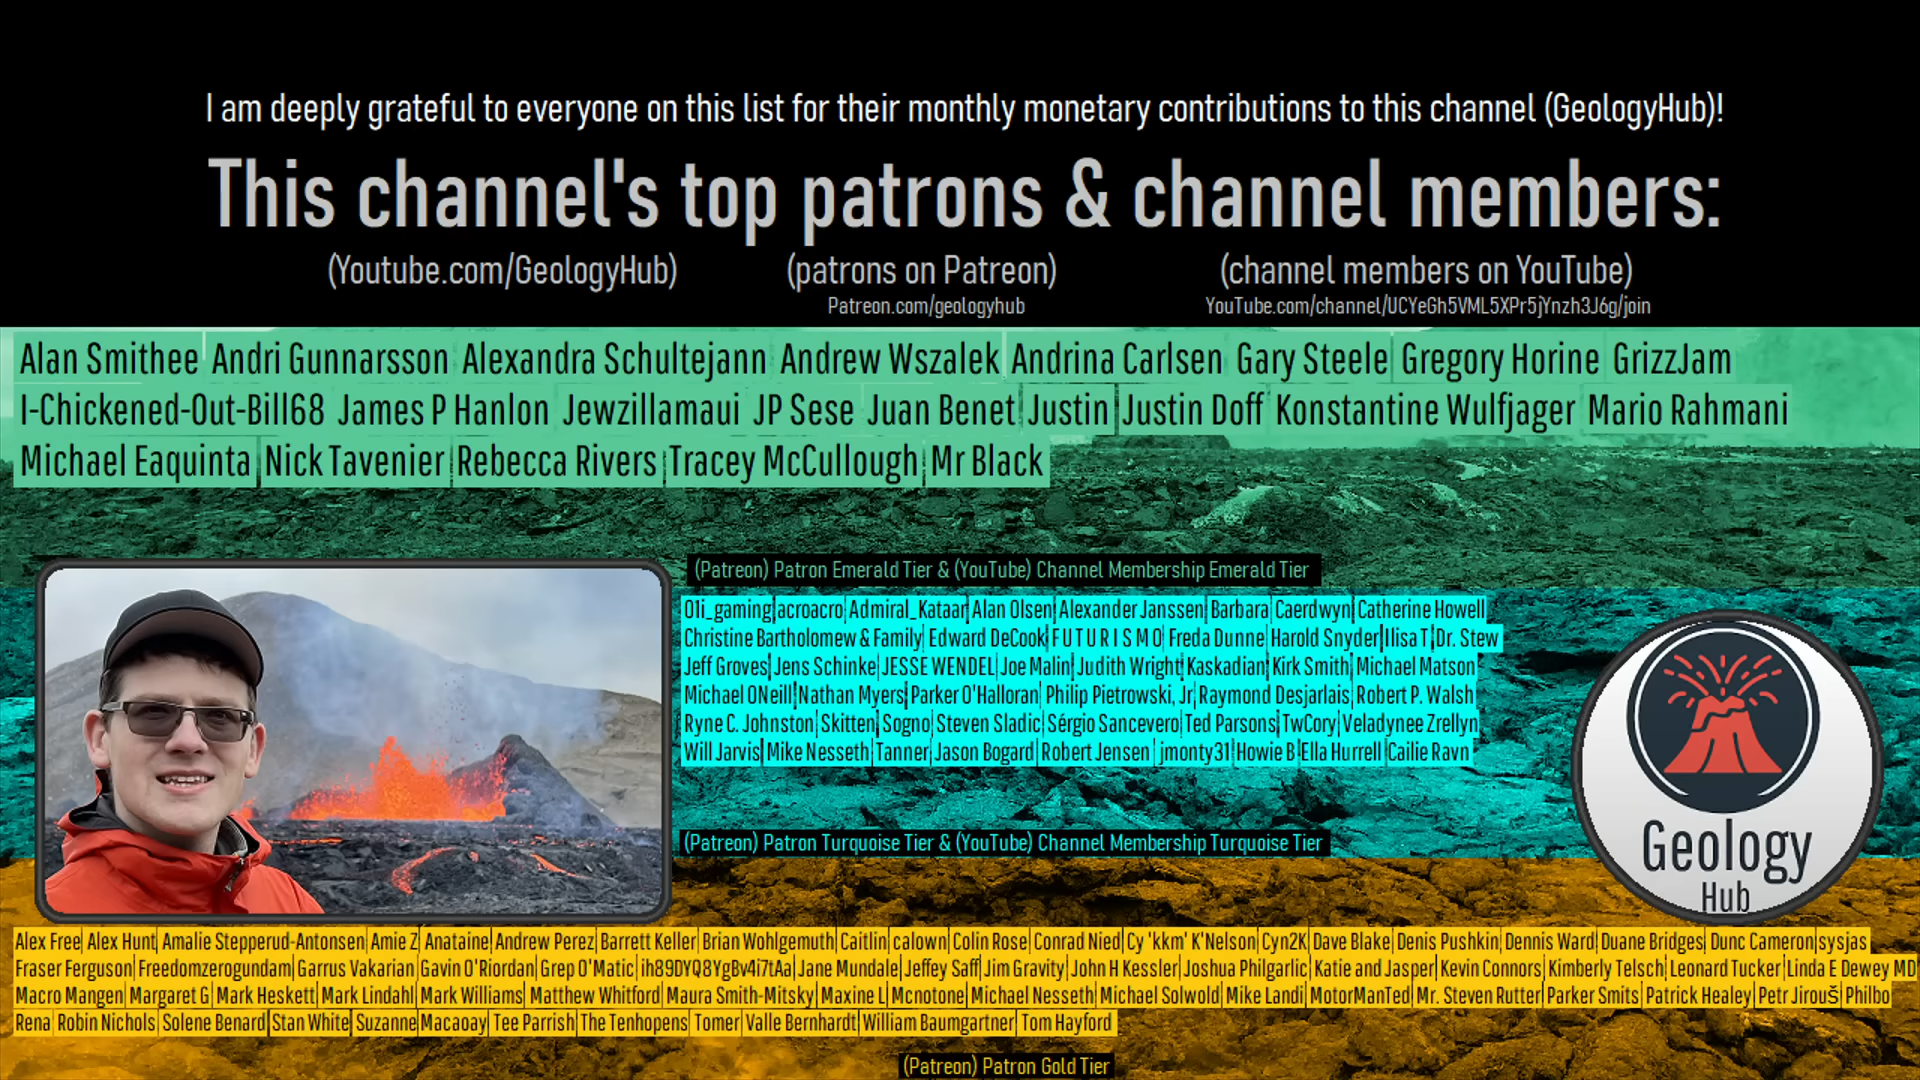 I am deeply grateful to everyone on this list for their monthly monetary contributions to this channel (GeologyHub)!
This channel's top patrons & channel members:
(Youtube.com/GeologyHub) (patrons on Patreon) (channel members on YouTube)
Patreon.com/geologyhub YouTube.com/channel/UCYeGh5VML5XPr5jYnzh3J6g/join
Alan Smithee Andri Gunnarsson Alexandra Schultejann Andrew Wszalek Andrina Carlsen Gary Steele Gregory Horine GrizzJam
I-Chickened-Out-Bill68 James P Hanlon Jewzillamaui JP Sese Juan Benet Justin Justin Doff Konstantine Wulfjager Mario Rahmani
Michael Eaquinta Nick Tavenier Rebecca Rivers Tracey McCullough Mr Black
(Patreon) Patron Emerald Tier & (YouTube) Channel Membership Emerald Tier
01i_gaming acroacro Admiral_Kataar Alan Olsen Alexander Janssen Barbara Caerdwyn Catherine Howell
Christine Bartholomew & Family Edward DeCook F U T U R I S M O Freda Dunne Harold Snyder Ilisa T Dr. Stew
Jeff Groves Jens Schinke JESSE WENDEL Joe Malin Judith Wright Kaskadian Kirk Smith Michael Matson
Michael ONeill Nathan Myers Parker O'Halloran Philip Pietrowski, Jr Raymond Desjarlais Robert P. Walsh
Ryne C. Johnston Skitten Sogno Steven Sladic Sérgio Sancevero Ted Parsons TwCory Veladynee Zrellyn
Will Jarvis Mike Nesseth Tanner Jason Bogard Robert Jensen jmonty31 Howie B Ella Hurrell Cailie Ravn
(Patreon) Patron Turquoise Tier & (YouTube) Channel Membership Turquoise Tier
Geology
Hub
Alex Free Alex Hunt Amalie Stepperud-Antonsen Amie Z Anataine Andrew Perez Barrett Keller Brian Wohlgemuth Caitlin calown Colin Rose Conrad Nied Cy 'kkm' K'Nelson Cyn2K Dave Blake Denis Pushkin Dennis Ward Duane Bridges Dunc Cameron sysjas
Fraser Ferguson Freedomzerogundam Garrus Vakarian Gavin O'Riordan Grep O'Matic ih89DYQ8YgBv4i7tAa Jane Mundale Jeffey Saff Jim Gravity John H Kessler Joshua Philgarlic Katie and Jasper Kevin Connors Kimberly Telsch Leonard Tucker Linda E Dewey MD
Macro Mangen Margaret G Mark Heskett Mark Lindahl Mark Williams Matthew Whitford Maura Smith-Mitsky Maxine L Mcnotone Michael Nesseth Michael Solwold Mike Landi MotorManTed Mr. Steven Rutter Parker Smits Patrick Healey Petr Jirouš Philbo
Rena Robin Nichols Solene Benard Stan White Suzanne Macaoay Tee Parrish The Tenhopens Tomer Valle Bernhardt William Baumgartner Tom Hayford
(Patreon) Patron Gold Tier